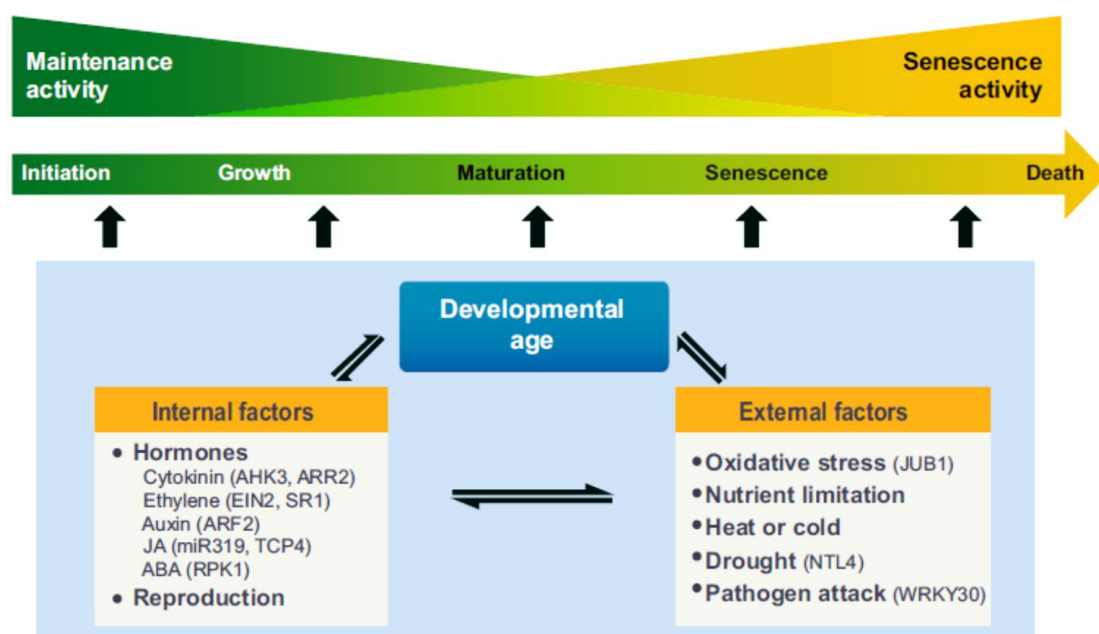 Maintenance
activity
Senescence
activity
Initiation
Growth
Maturation
Senescence
Death
Developmental
age
Internal factors
• Hormones
Cytokinin (AHK3, ARR2)
Ethylene (EIN2, SR1)
Auxin (ARF2)
JA (miR319, TCP4)
ABA (RPK1)
• Reproduction
External factors
• Oxidative stress (JUB1)
• Nutrient limitation
• Heat or cold
• Drought (NTL4)
• Pathogen attack (WRKY30)